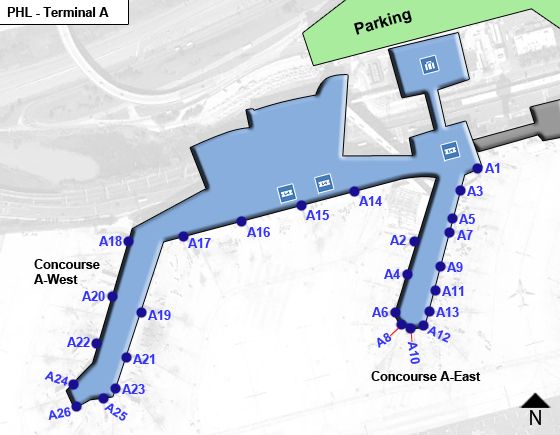 PHL - Terminal A
Parking
A1
A3
A14
A15
A5
A16
A7
A17
A2
A18
Concourse
A-West
A9
A4
A11
A20
A6
A13
A19
A8
A10
A12
A22
A21
Concourse A-East
A24
A23
A26
A25
N